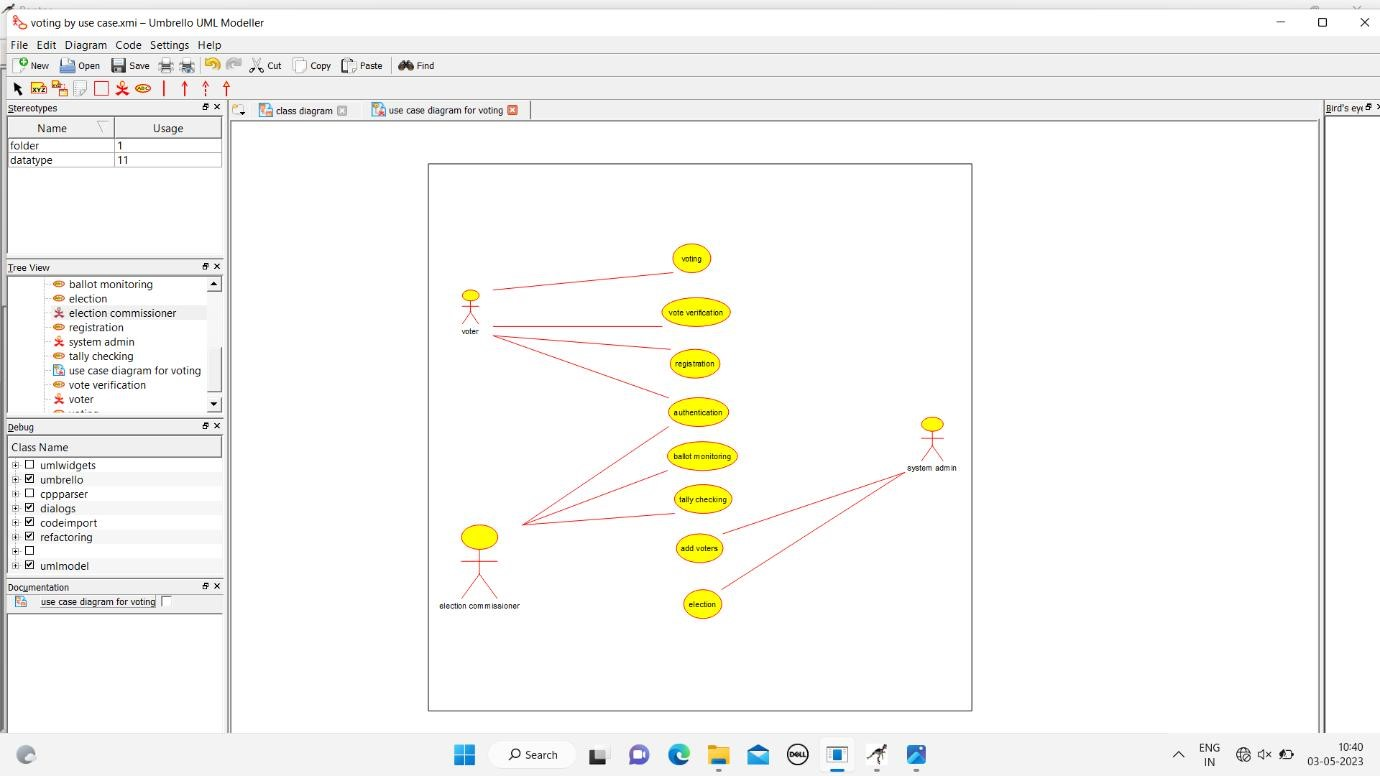 voting by use case.xmi – Umbrello UML Modeller
File Edit Diagram Code Settings Help
New Open Save Cut Copy Paste Find
Stereotypes
Name Usage
folder 1
datatype 11
class diagram
use case diagram for voting
Bird's eye
Tree View
ballot monitoring
election
election commissioner
registration
system admin
tally checking
use case diagram for voting
vote verification
voter
Debug
Class Name
umlwidgets
umbrello
cppparser
dialogs
codeimport
refactoring
umlmodel
Documentation
use case diagram for voting
voting
voter
vote verification
registration
authentication
ballot monitoring
system admin
tally checking
add voters
election
election commissioner
Search
DELL
ENG
IN
10:40
03-05-2023